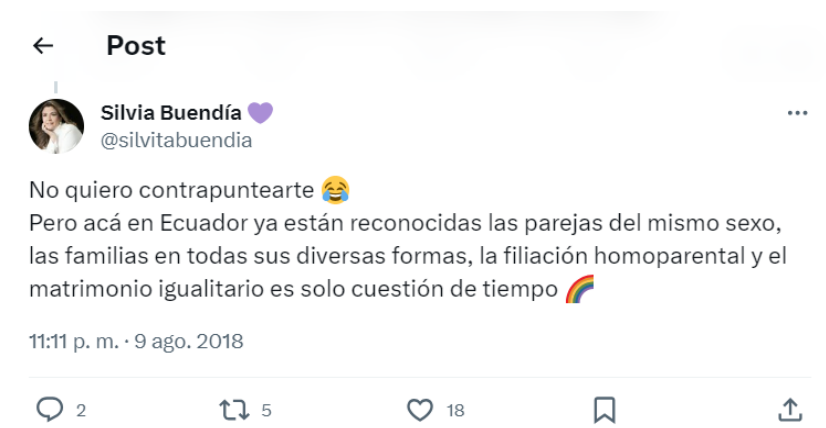 Post
Silvia Buendía 💜
@silvitabuendia
No quiero contrapuntearte 😂
Pero acá en Ecuador ya están reconocidas las parejas del mismo sexo,
las familias en todas sus diversas formas, la filiación homoparental y el
matrimonio igualitario es solo cuestión de tiempo 🌈
11:11 p. m. · 9 ago. 2018
2 5 18